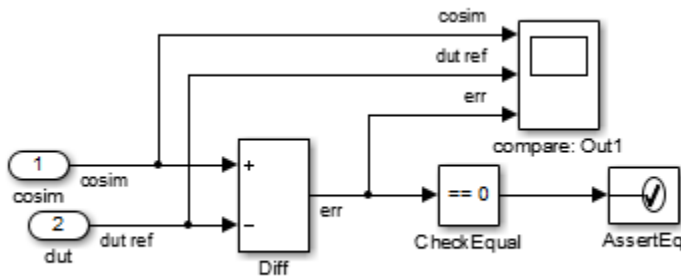 cosim
dut ref
err
compare: Out1
1
cosim
cosim
+
== 0
2
dut ref
dut
−
err
Diff
CheckEqual
AssertEq